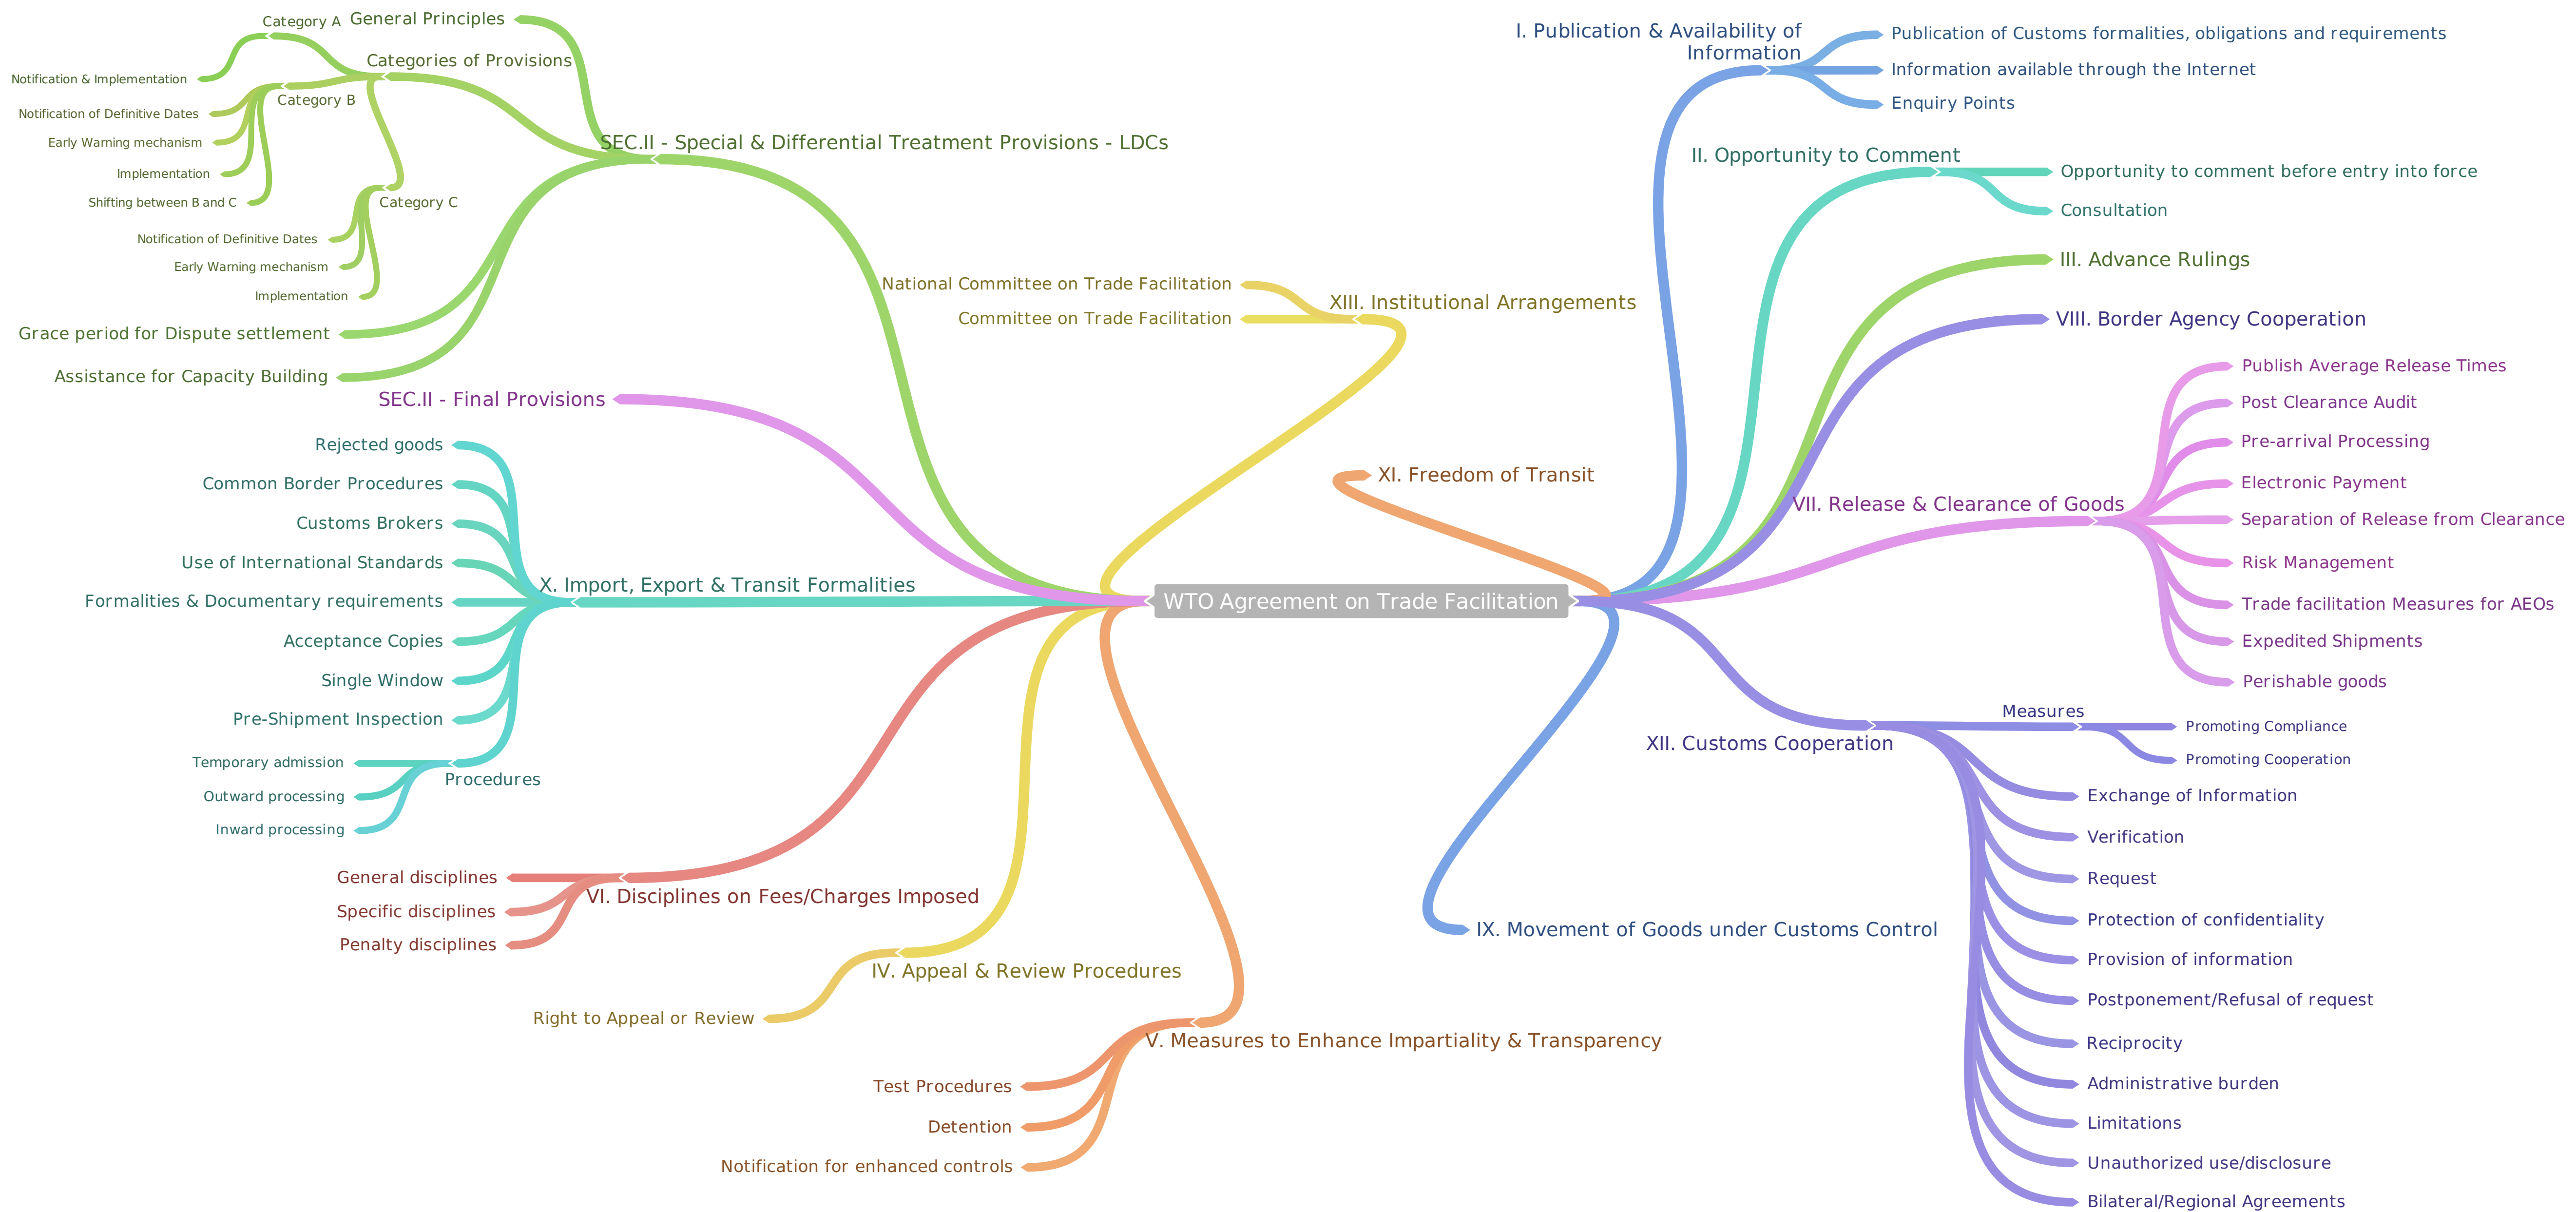 WTO Agreement on Trade Facilitation
I. Publication & Availability of
Information
Publication of Customs formalities, obligations and requirements
Information available through the Internet
Enquiry Points
II. Opportunity to Comment
Opportunity to comment before entry into force
Consultation
III. Advance Rulings
VIII. Border Agency Cooperation
VII. Release & Clearance of Goods
Publish Average Release Times
Post Clearance Audit
Pre-arrival Processing
Electronic Payment
Separation of Release from Clearance
Risk Management
Trade facilitation Measures for AEOs
Expedited Shipments
Perishable goods
XII. Customs Cooperation
Measures
Promoting Compliance
Promoting Cooperation
Exchange of Information
Verification
Request
Protection of confidentiality
Provision of information
Postponement/Refusal of request
Reciprocity
Administrative burden
Limitations
Unauthorized use/disclosure
Bilateral/Regional Agreements
XI. Freedom of Transit
IX. Movement of Goods under Customs Control
XIII. Institutional Arrangements
National Committee on Trade Facilitation
Committee on Trade Facilitation
SEC.II - Special & Differential Treatment Provisions - LDCs
General Principles
Categories of Provisions
Category A
Notification & Implementation
Category B
Notification of Definitive Dates
Early Warning mechanism
Implementation
Shifting between B and C
Category C
Notification of Definitive Dates
Early Warning mechanism
Implementation
Grace period for Dispute settlement
Assistance for Capacity Building
SEC.II - Final Provisions
X. Import, Export & Transit Formalities
Rejected goods
Common Border Procedures
Customs Brokers
Use of International Standards
Formalities & Documentary requirements
Acceptance Copies
Single Window
Pre-Shipment Inspection
Procedures
Temporary admission
Outward processing
Inward processing
VI. Disciplines on Fees/Charges Imposed
General disciplines
Specific disciplines
Penalty disciplines
IV. Appeal & Review Procedures
Right to Appeal or Review
V. Measures to Enhance Impartiality & Transparency
Test Procedures
Detention
Notification for enhanced controls